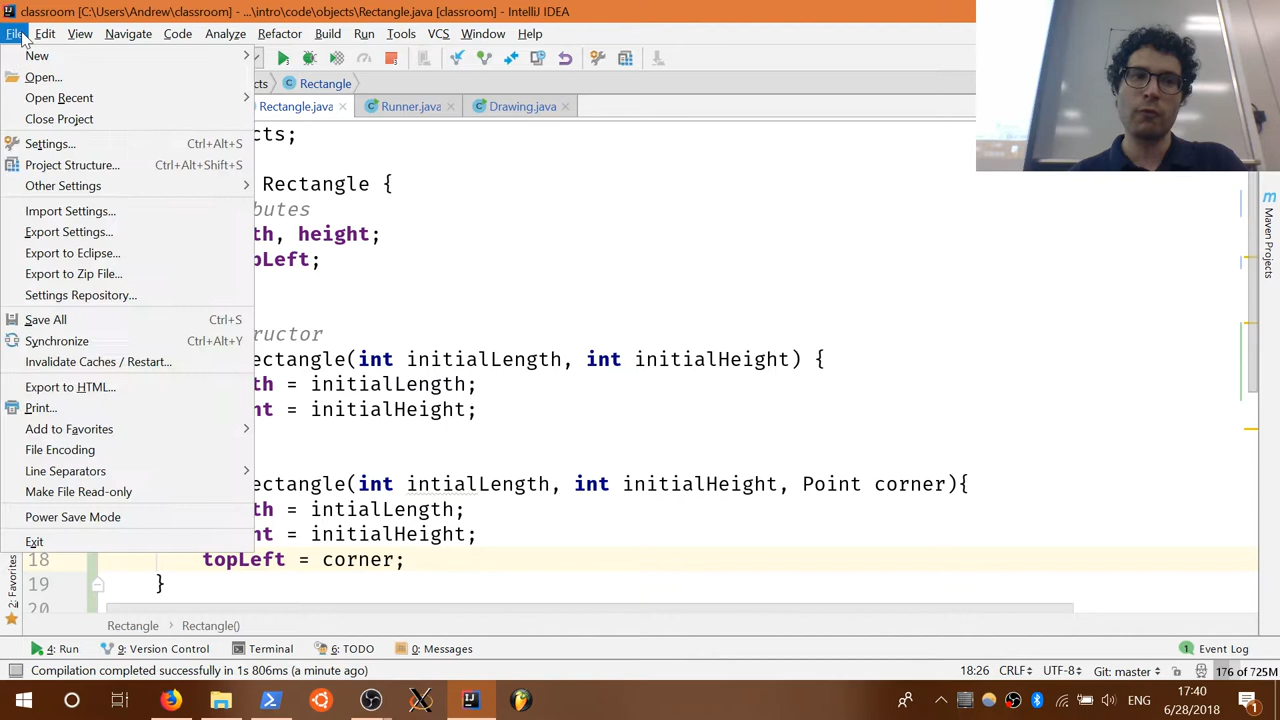 classroom [C:\Users\Andrew\classroom] - ...\intro\code\objects\Rectangle.java [classroom] - IntelliJ IDEA
File Edit View Navigate Code Analyze Refactor Build Run Tools VCS Window Help
New
Open...
Open Recent
Close Project
Settings... Ctrl+Alt+S
Project Structure... Ctrl+Alt+Shift+S
Other Settings
Import Settings...
Export Settings...
Export to Eclipse...
Export to Zip File...
Settings Repository...
Save All Ctrl+S
Synchronize Ctrl+Alt+Y
Invalidate Caches / Restart...
Export to HTML...
Print...
Add to Favorites
File Encoding
Line Separators
Make File Read-only
Power Save Mode
Exit
cts Rectangle
Rectangle.java Runner.java Drawing.java
cts;
Rectangle {
butes
th, height;
pLeft;
ructor
ectangle(int initialLength, int initialHeight) {
th = initialLength;
nt = initialHeight;
ectangle(int intialLength, int initialHeight, Point corner){
th = intialLength;
nt = initialHeight;
18 topLeft = corner;
19 }
20
Maven Projects
2: Favorites
Rectangle Rectangle()
4: Run 9: Version Control Terminal 6: TODO 0: Messages 1 Event Log
Compilation completed successfully in 1s 806ms (a minute ago) 18:26 CRLF UTF-8 Git: master 176 of 725M
ENG 17:40 6/28/2018 1